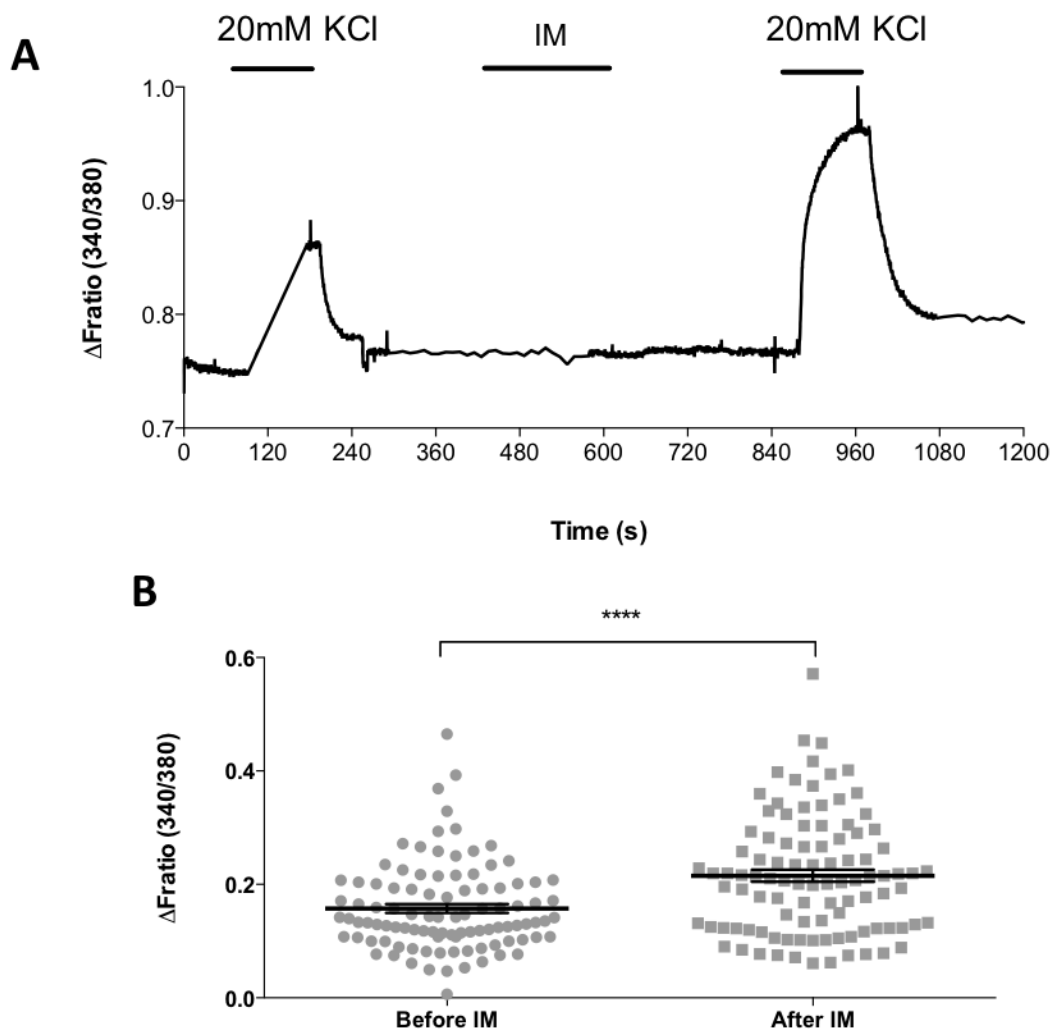 A
20mM KCl IM 20mM KCl
1.0
0.9
0.8
0.7
ΔFratio (340/380)
0 120 240 360 480 600 720 840 960 1080 1200
Time (s)
B
****
0.6
0.4
0.2
0.0
ΔFratio (340/380)
Before IM After IM